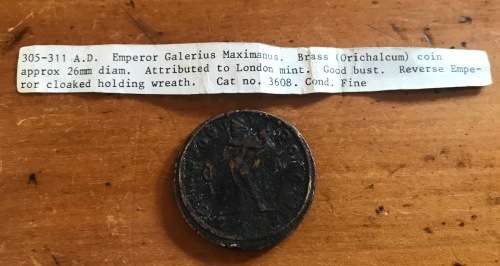 305-311 A.D. Emperor Galerius Maximanus. Brass (Orichalcum) coin
approx 26mm diam. Attributed to London mint. Good bust. Reverse Empe-
ror cloaked holding wreath. Cat no. 3608. Cond. Fine